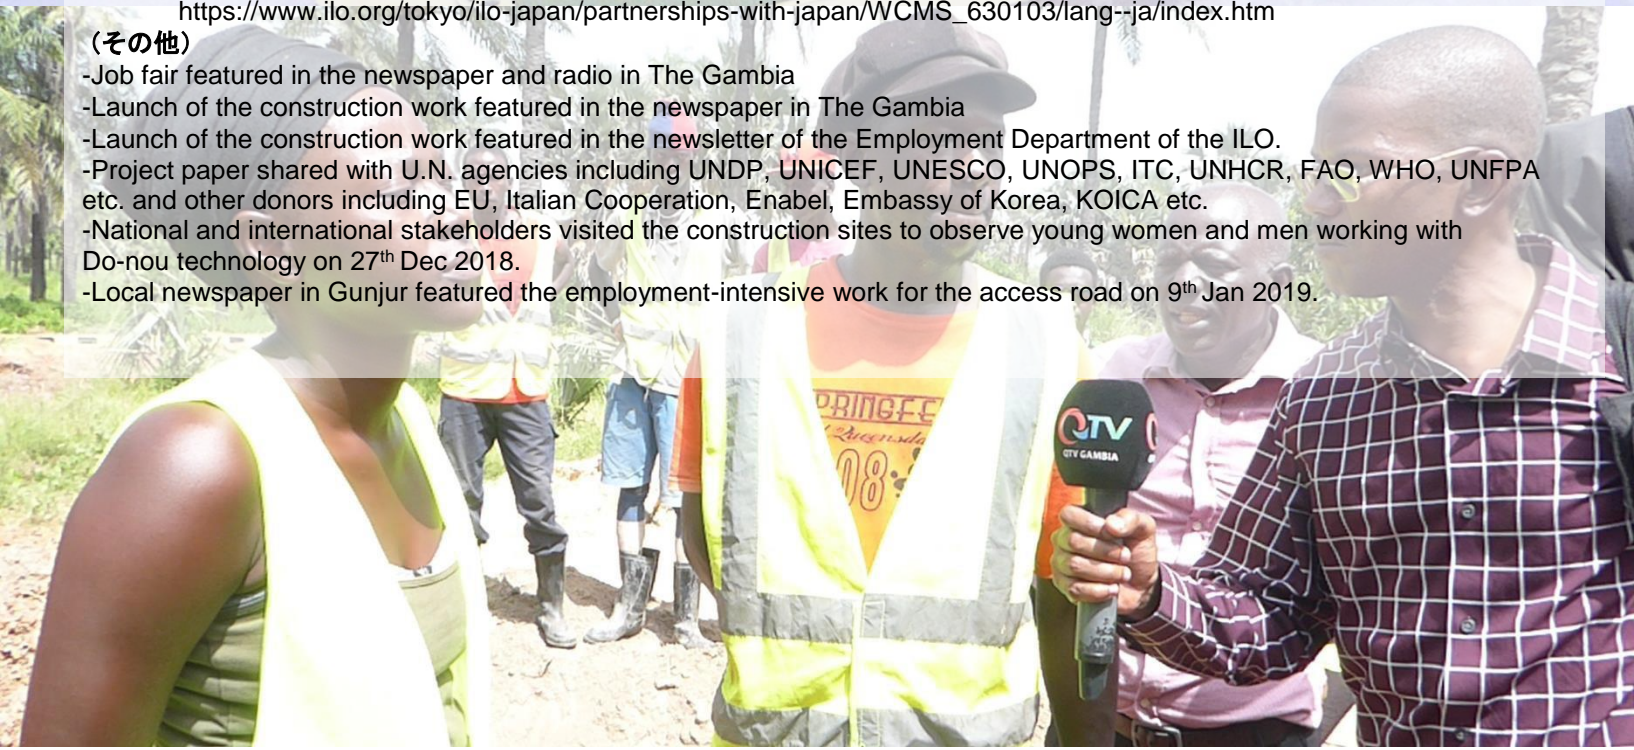 https://www.ilo.org/tokyo/ilo-japan/partnerships-with-japan/WCMS_630103/lang--ja/index.htm
（その他）
-Job fair featured in the newspaper and radio in The Gambia
-Launch of the construction work featured in the newspaper in The Gambia
-Launch of the construction work featured in the newsletter of the Employment Department of the ILO.
-Project paper shared with U.N. agencies including UNDP, UNICEF, UNESCO, UNOPS, ITC, UNHCR, FAO, WHO, UNFPA
etc. and other donors including EU, Italian Cooperation, Enabel, Embassy of Korea, KOICA etc.
-National and international stakeholders visited the construction sites to observe young women and men working with
Do-nou technology on 27th Dec 2018.
-Local newspaper in Gunjur featured the employment-intensive work for the access road on 9th Jan 2019.
08
QTV
QTV GAMBIA